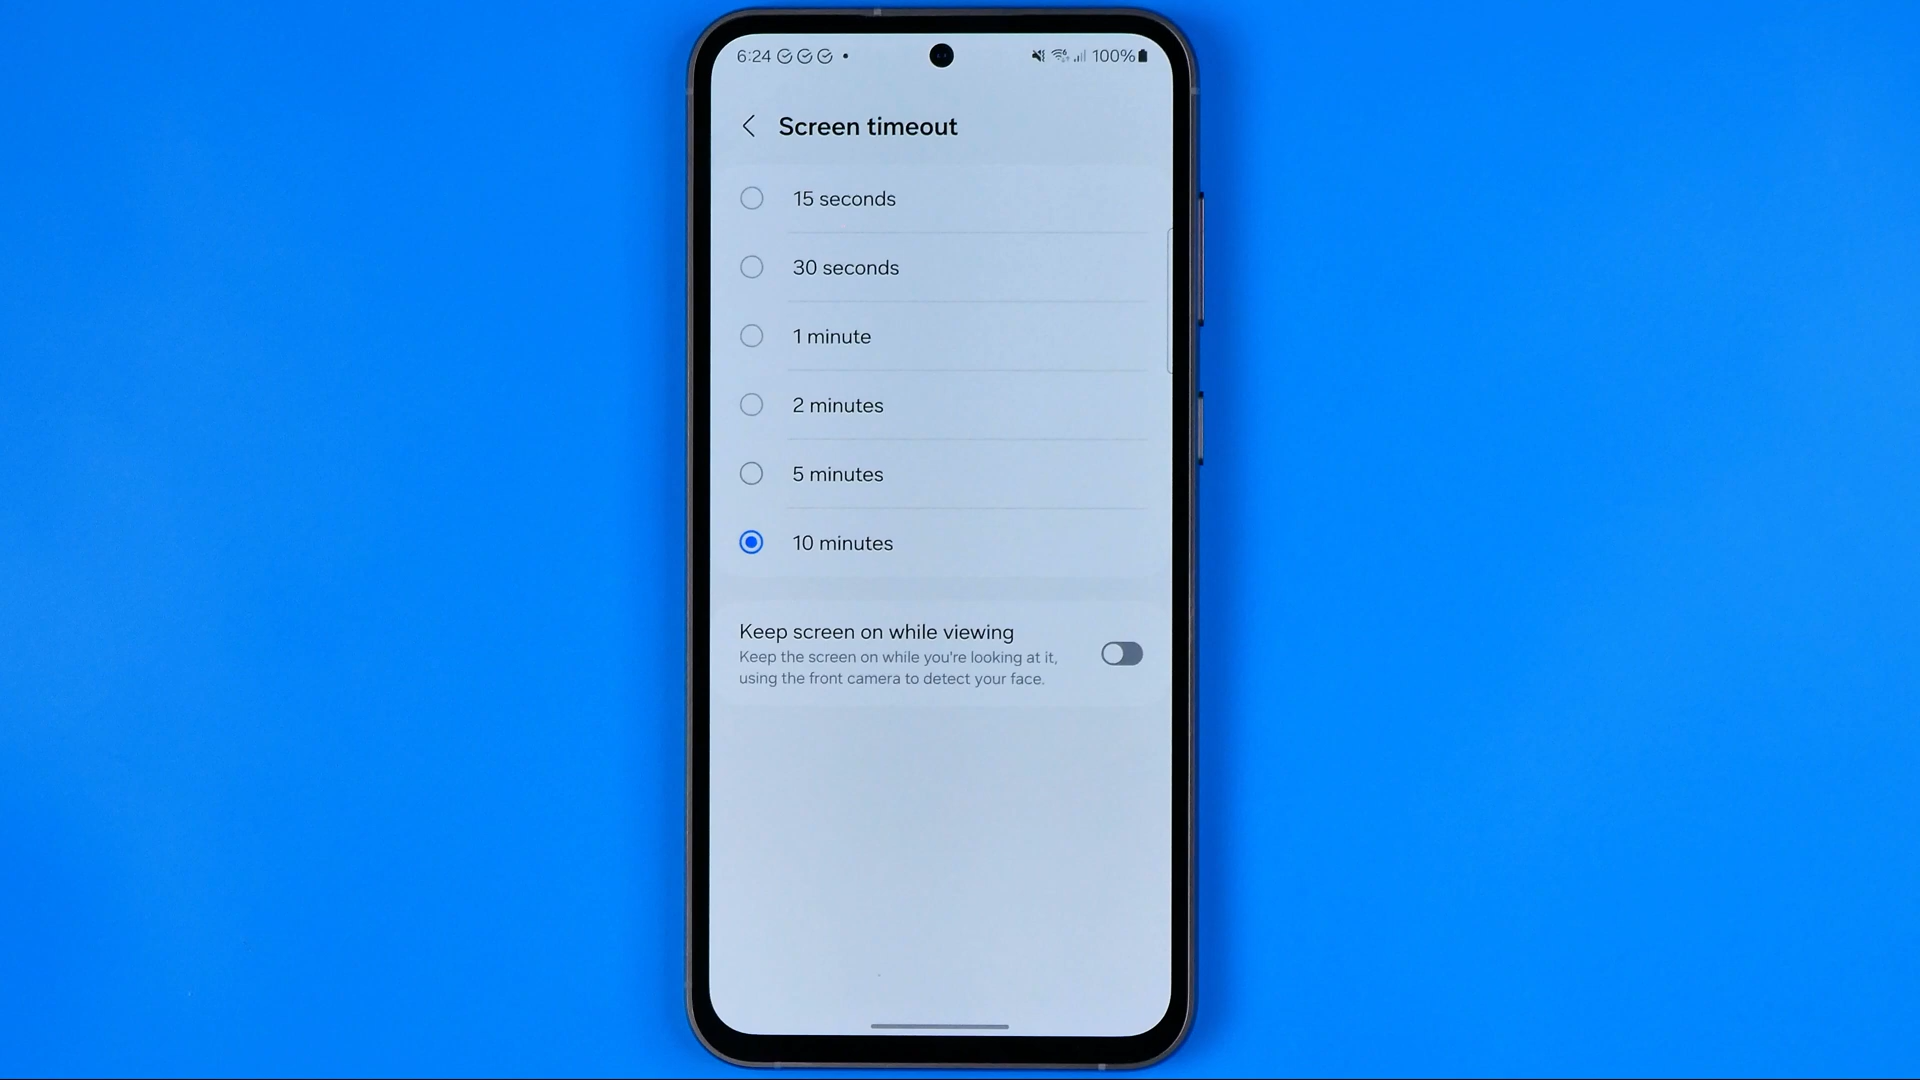 6:24 100%
Screen timeout
15 seconds
30 seconds
1 minute
2 minutes
5 minutes
10 minutes
Keep screen on while viewing
Keep the screen on while you're looking at it,
using the front camera to detect your face.